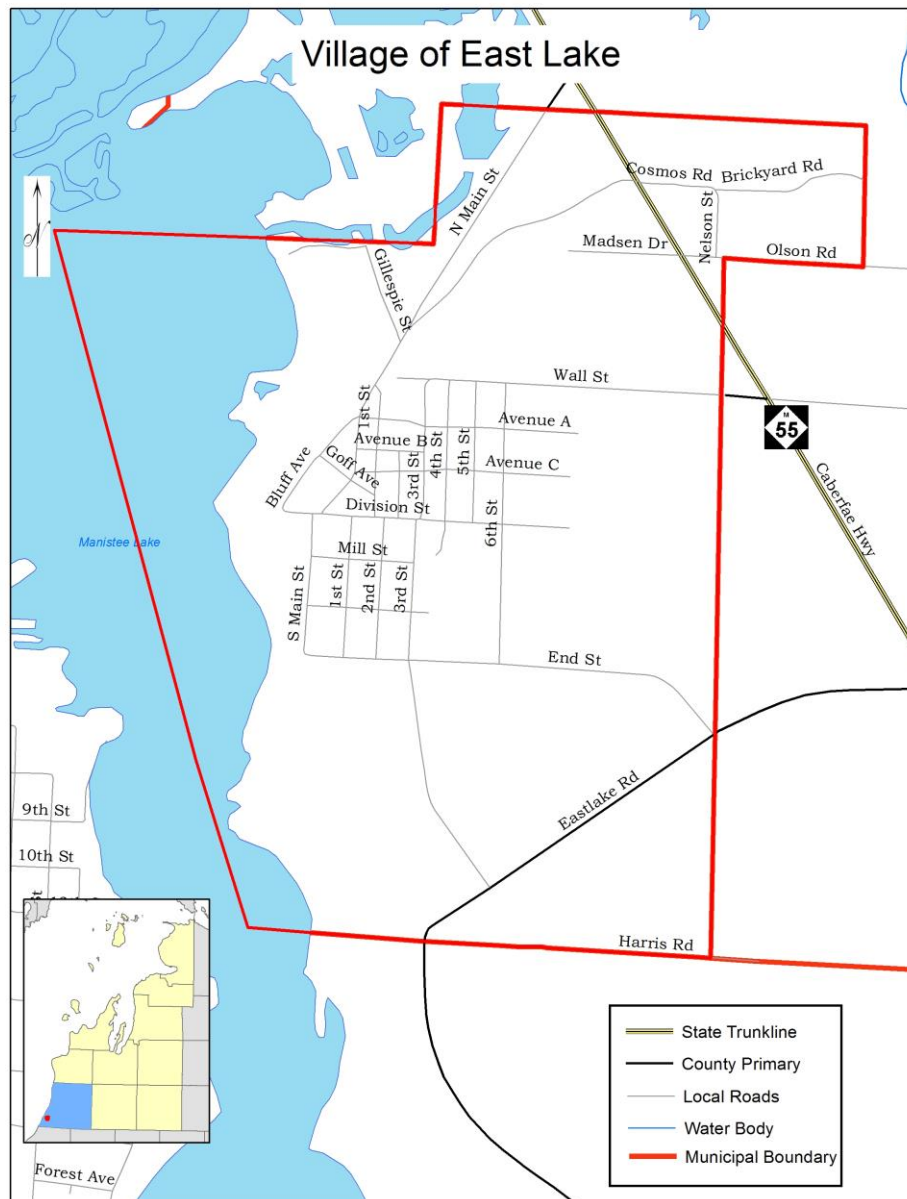 Village of East Lake
N
N Main St
Cosmos Rd
Brickyard Rd
Nelson St
Madsen Dr
Olson Rd
Gillespie St
Wall St
M
55
Caberfae Hwy
1st St
Avenue A
Avenue B
3rd St
4th St
5th St
Avenue C
Bluff Ave
Goff Ave
Division St
6th St
Manistee Lake
Mill St
S Main St
1st St
2nd St
3rd St
End St
Eastlake Rd
9th St
10th St
St
Harris Rd
Forest Ave
State Trunkline
County Primary
Local Roads
Water Body
Municipal Boundary